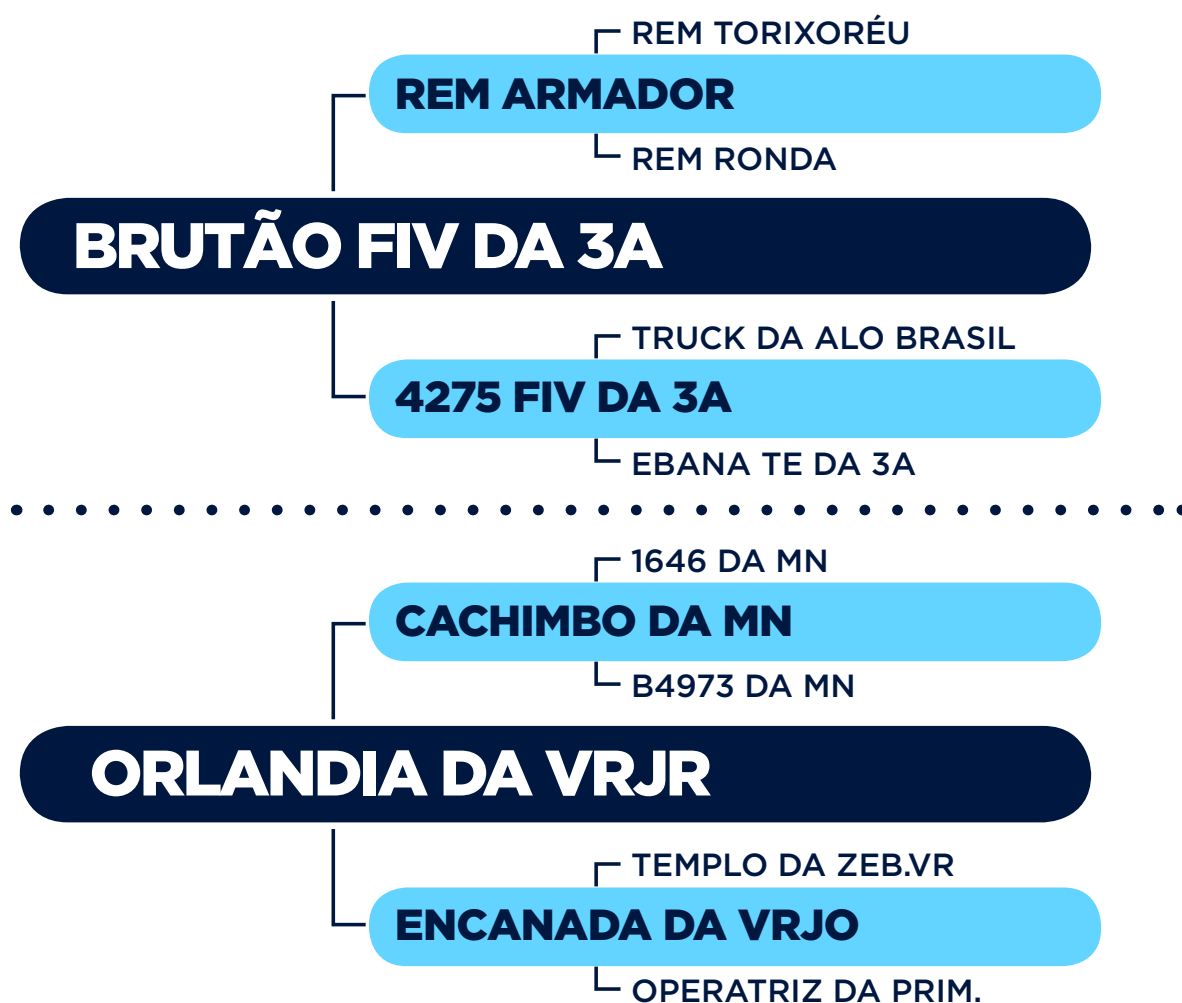 REM TORIXORÉU
REM ARMADOR
REM RONDA
BRUTÃO FIV DA 3A
TRUCK DA ALO BRASIL
4275 FIV DA 3A
EBANA TE DA 3A
1646 DA MN
CACHIMBO DA MN
B4973 DA MN
ORLANDIA DA VRJR
TEMPLO DA ZEB.VR
ENCANADA DA VRJO
OPERATRIZ DA PRIM.